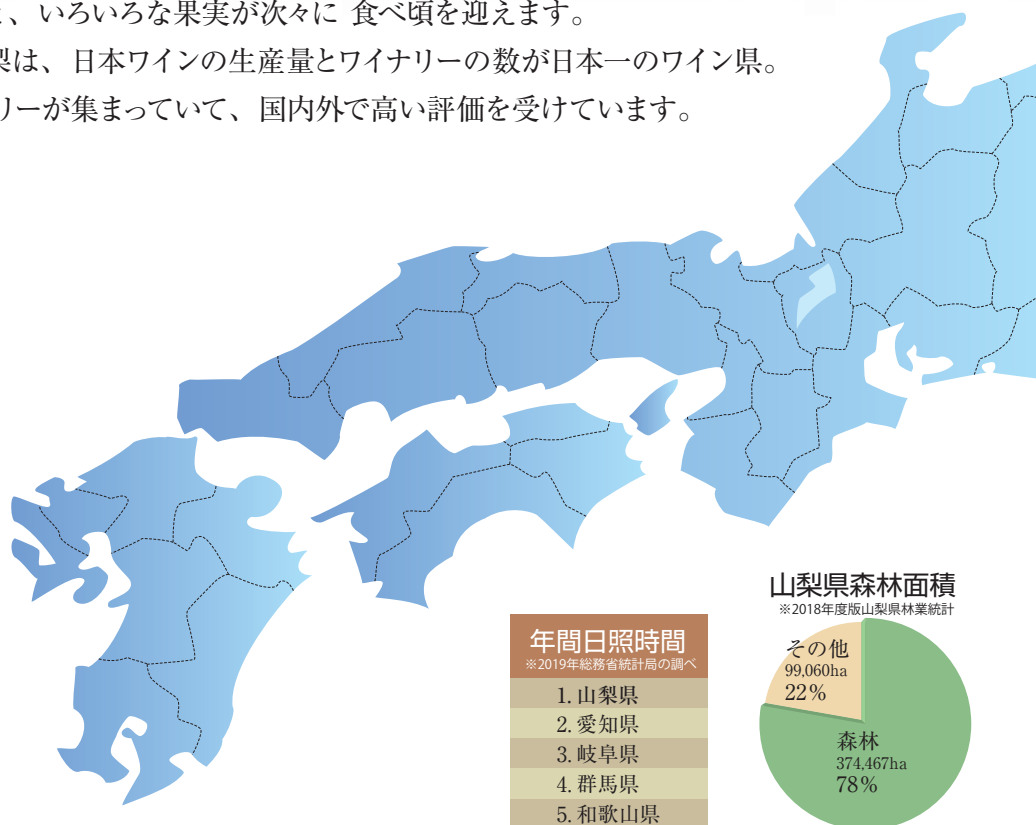 、いろいろな果実が次々に 食べ頃を迎えます。
梨は、日本ワインの生産量とワイナリーの数が日本一のワイン県。
リーが集まっていて、国内外で高い評価を受けています。
山梨県森林面積
※2018年度版山梨県林業統計
その他
99,060ha
22%
森林
374,467ha
78%
年間日照時間
※2019年総務省統計局の調べ
1. 山梨県
2. 愛知県
3. 岐阜県
4. 群馬県
5. 和歌山県